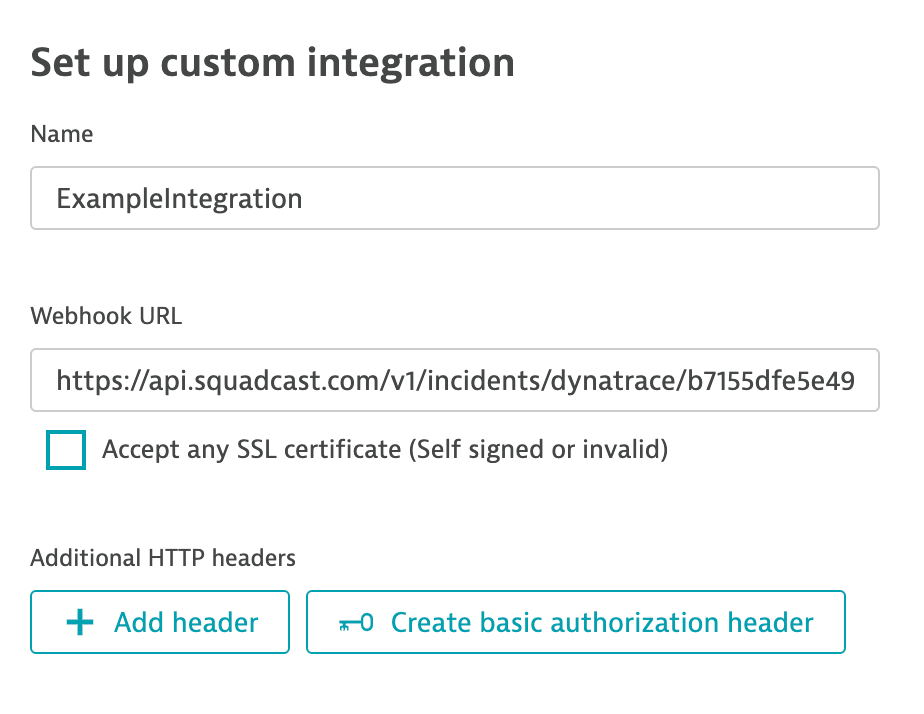 Set up custom integration
Name
ExampleIntegration
Webhook URL
https://api.squadcast.com/v1/incidents/dynatrace/b7155dfe5e49
Accept any SSL certificate (Self signed or invalid)
Additional HTTP headers
Add header
Create basic authorization header